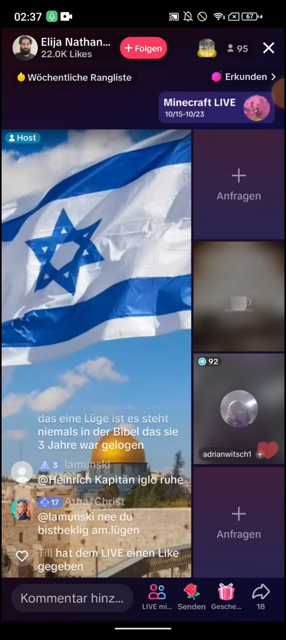 02:37
67
Elija Nathan...
22.0K Likes
+ Folgen
95
Wöchentliche Rangliste
Erkunden >
Minecraft LIVE
10/15-10/23
Host
Anfragen
92
adrianwitsch1
das eine Lüge ist es steht
niemals in der Bibel das sie
3 Jahre war gelogen
3 lamunski
@Heinrich Kapitän iglo ruhe
17
@lamunski nee du
bistbeklig am.lügen
Till hat dem LIVE einen Like
gegeben
Anfragen
Kommentar hinz...
LIVE mi...
Senden
Gesche...
18